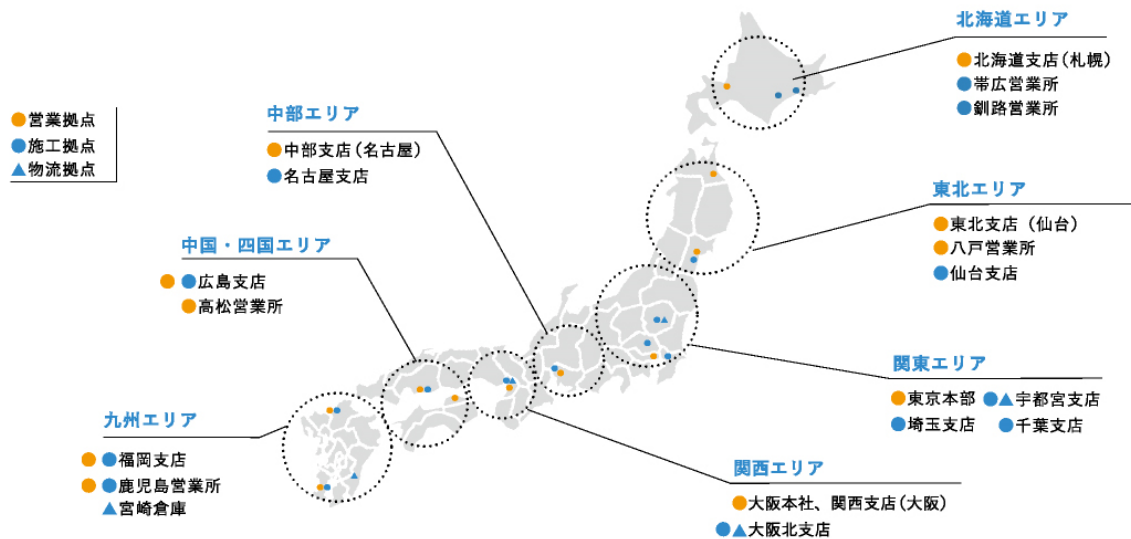 北海道エリア
北海道支店(札幌)
帯広営業所
釧路営業所
営業拠点
施工拠点
物流拠点
中部エリア
中部支店(名古屋)
名古屋支店
東北エリア
東北支店(仙台)
八戸営業所
仙台支店
中国・四国エリア
広島支店
高松営業所
関東エリア
東京本部 宇都宮支店
埼玉支店 千葉支店
九州エリア
福岡支店
鹿児島営業所
宮崎倉庫
関西エリア
大阪本社、関西支店(大阪)
大阪北支店